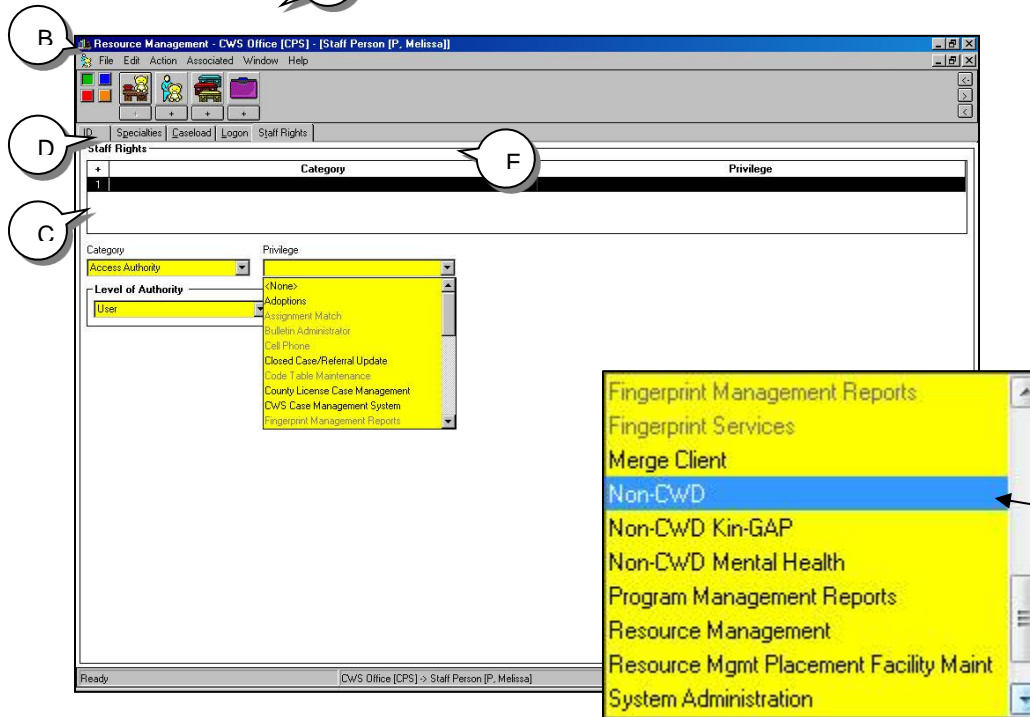 B
Resource Management - CWS Office [CPS] - [Staff Person [P, Melissa]]
File Edit Action Associated Window Help
+ + + +
D
ID Specialties Caseload Logon Staff Rights
Staff Rights
F
+ Category Privilege
1
C
Category Privilege
Access Authority
Level of Authority
User
<None>
Adoptions
Assignment Match
Bulletin Administrator
Cell Phone
Closed Case/Referral Update
Code Table Maintenance
County License Case Management
CWS Case Management System
Fingerprint Management Reports
Fingerprint Management Reports
Fingerprint Services
Merge Client
Non-CWD
Non-CWD Kin-GAP
Non-CWD Mental Health
Program Management Reports
Resource Management
Resource Mgmt Placement Facility Maint
System Administration
Ready CWS Office [CPS] -> Staff Person [P, Melissa]